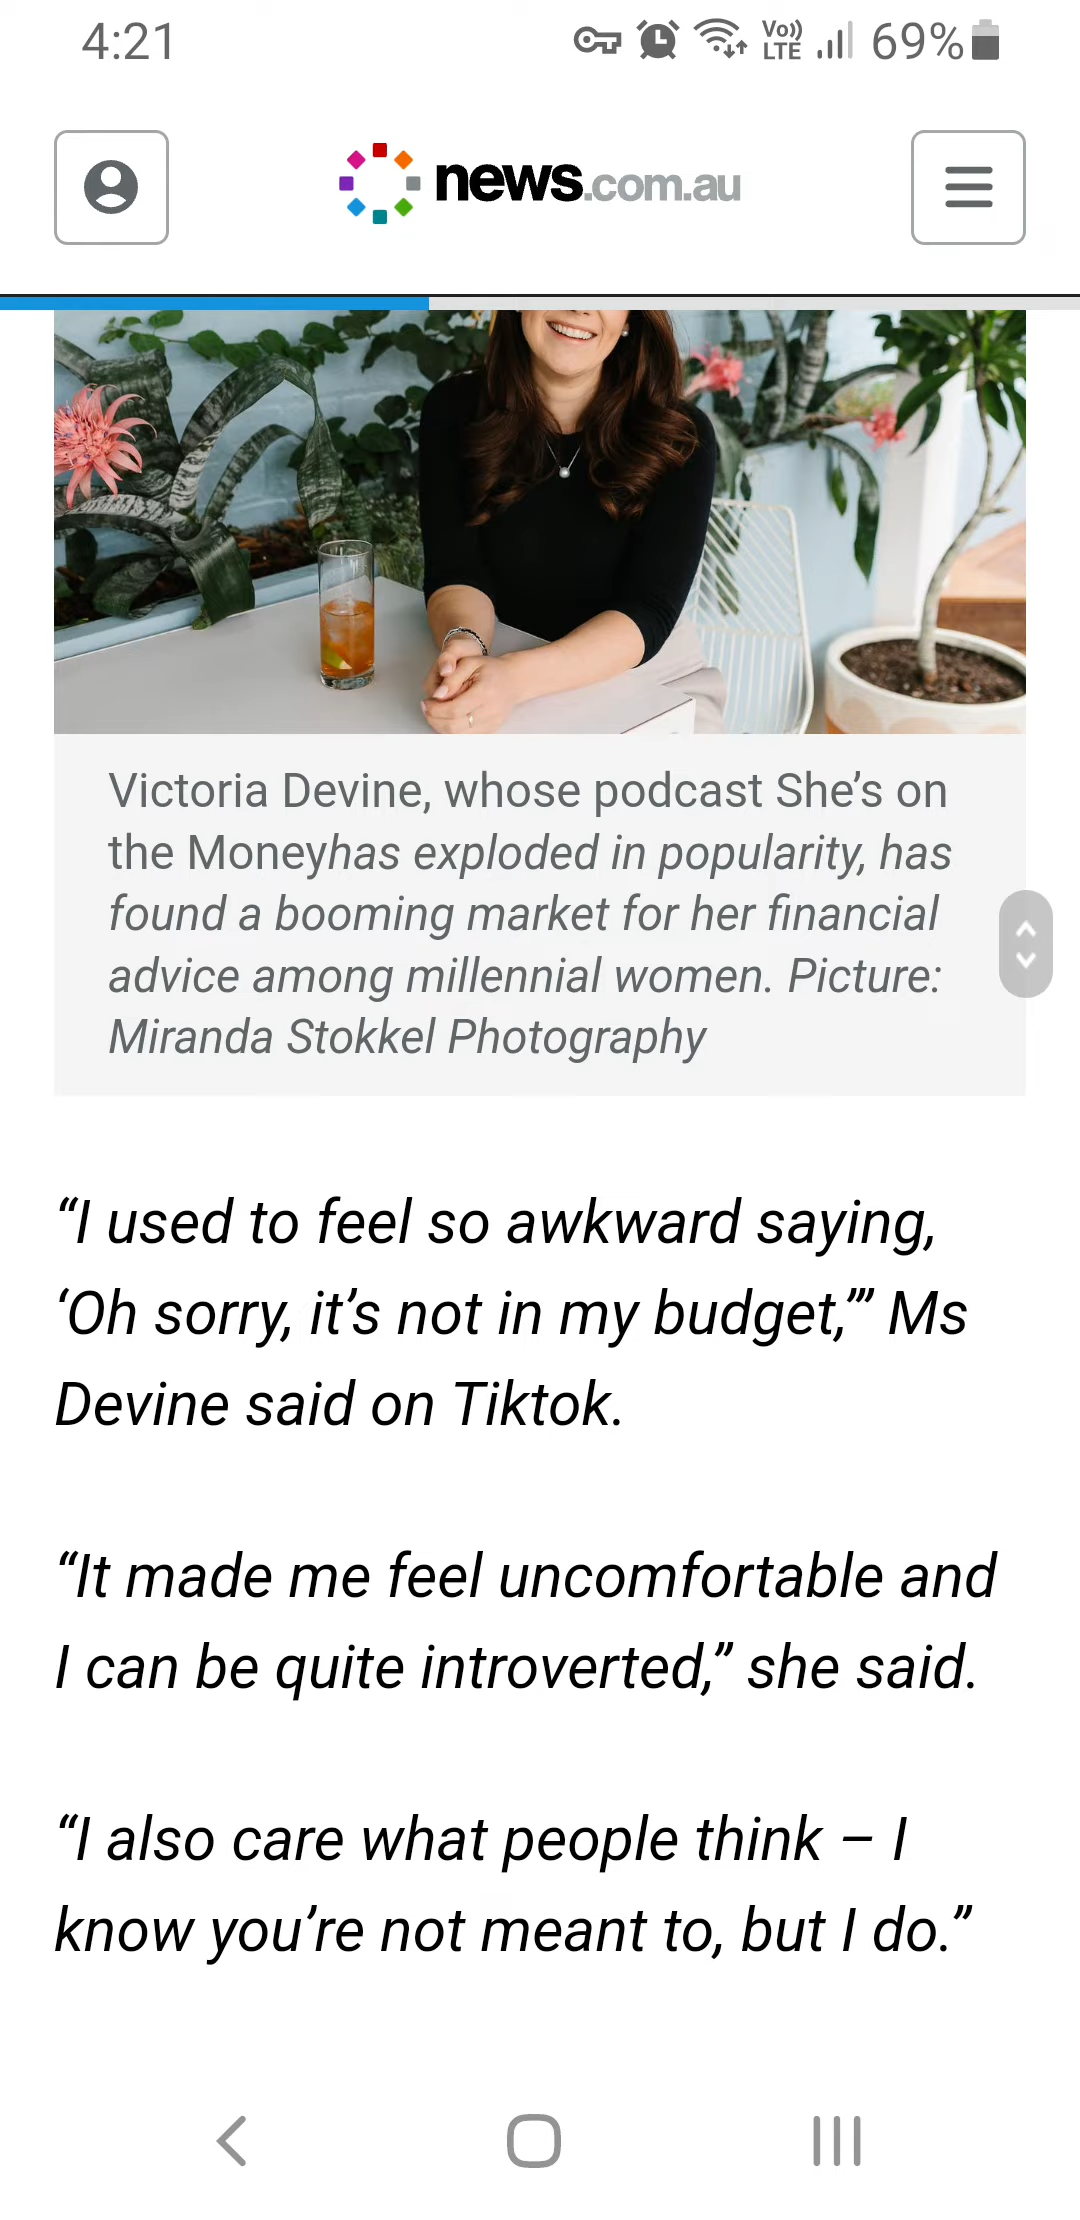 4:21
Vo)) LTE 69%
news.com.au
Victoria Devine, whose podcast She’s on
the Moneyhas exploded in popularity, has
found a booming market for her financial
advice among millennial women. Picture:
Miranda Stokkel Photography
“I used to feel so awkward saying,
‘Oh sorry, it’s not in my budget,’” Ms
Devine said on Tiktok.
“It made me feel uncomfortable and
I can be quite introverted,” she said.
“I also care what people think – I
know you’re not meant to, but I do.”